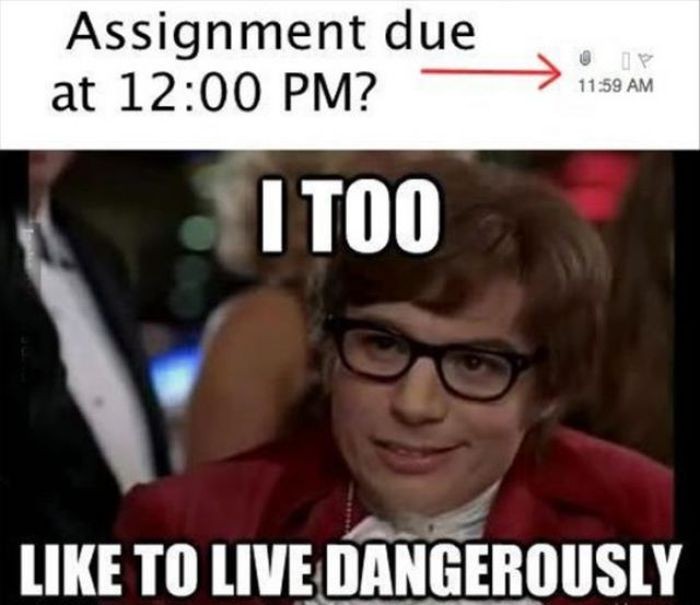 Assignment due
at 12:00 PM?
11:59 AM
I TOO
LIKE TO LIVE DANGEROUSLY